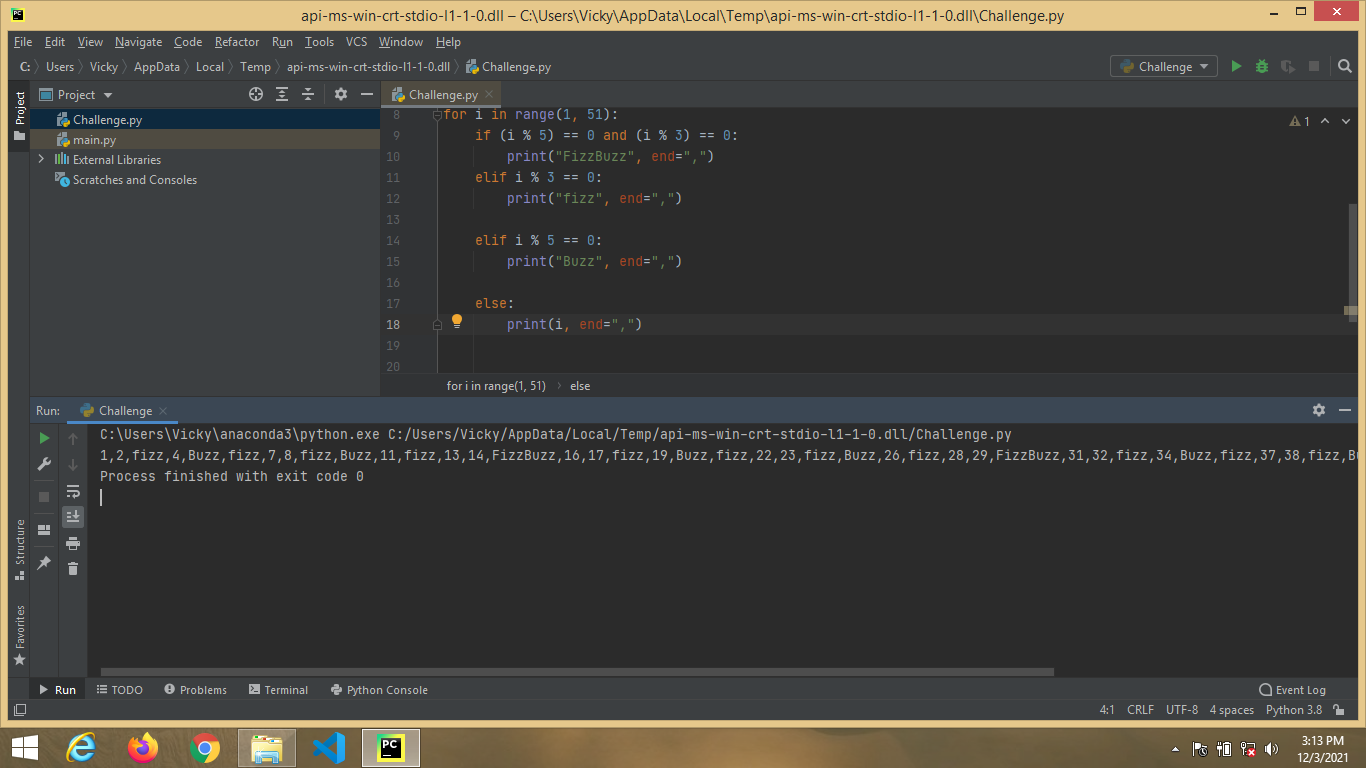 api-ms-win-crt-stdio-l1-1-0.dll – C:\Users\Vicky\AppData\Local\Temp\api-ms-win-crt-stdio-l1-1-0.dll\Challenge.py
File Edit View Navigate Code Refactor Run Tools VCS Window Help
C: Users Vicky AppData Local Temp api-ms-win-crt-stdio-l1-1-0.dll Challenge.py
Challenge
Project
Project
Challenge.py
main.py
External Libraries
Scratches and Consoles
Challenge.py
1
8 for i in range(1, 51):
9 if (i % 5) == 0 and (i % 3) == 0:
10 print("FizzBuzz", end=",")
11 elif i % 3 == 0:
12 print("fizz", end=",")
13
14 elif i % 5 == 0:
15 print("Buzz", end=",")
16
17 else:
18 print(i, end=",")
19
20
for i in range(1, 51) › else
Run: Challenge
C:\Users\Vicky\anaconda3\python.exe C:/Users/Vicky/AppData/Local/Temp/api-ms-win-crt-stdio-l1-1-0.dll/Challenge.py
1,2,fizz,4,Buzz,fizz,7,8,fizz,Buzz,11,fizz,13,14,FizzBuzz,16,17,fizz,19,Buzz,fizz,22,23,fizz,Buzz,26,fizz,28,29,FizzBuzz,31,32,fizz,34,Buzz,fizz,37,38,fizz,Bu
Process finished with exit code 0
Structure
Favorites
Run TODO Problems Terminal Python Console Event Log
4:1 CRLF UTF-8 4 spaces Python 3.8
PC
3:13 PM
12/3/2021